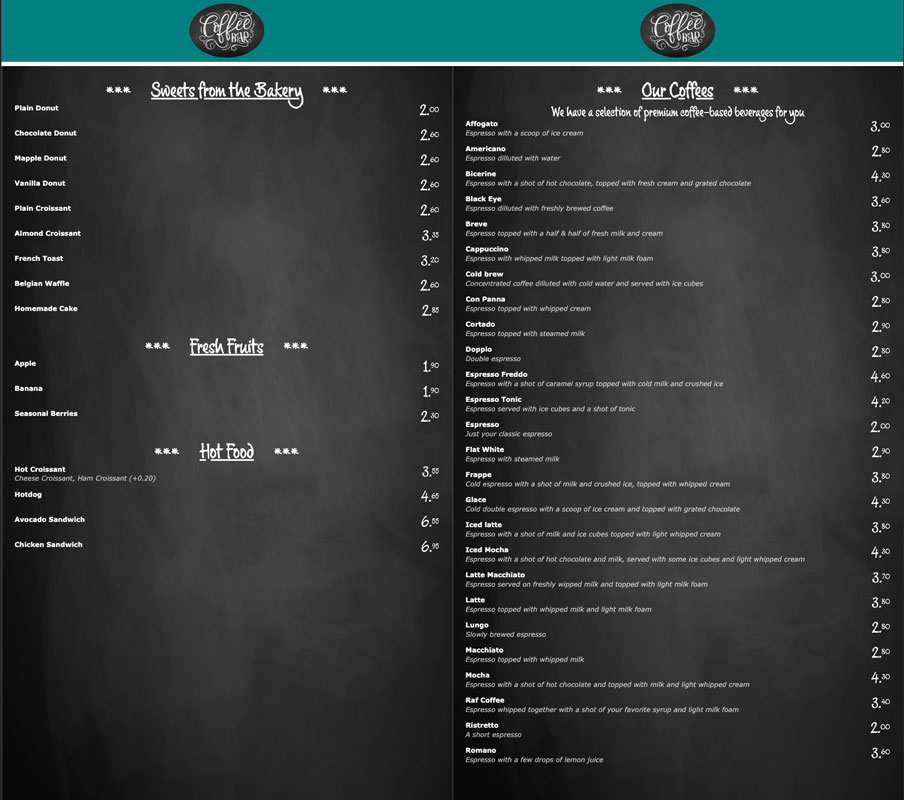 Coffee
BAR
*** Sweets from the Bakery ***
Plain Donut 2.00
Chocolate Donut 2.60
Mapple Donut 2.60
Vanilla Donut 2.60
Plain Croissant 2.60
Almond Croissant 3.35
French Toast 3.20
Belgian Waffle 2.60
Homemade Cake 2.85
*** Fresh Fruits ***
Apple 1.90
Banana 1.90
Seasonal Berries 2.30
*** Hot Food ***
Hot Croissant 3.55
Cheese Croissant, Ham Croissant (+0.20)
Hotdog 4.65
Avocado Sandwich 6.55
Chicken Sandwich 6.95
Coffee
BAR
*** Our Coffees ***
We have a selection of premium coffee-based beverages for you
Affogato 3.00
Espresso with a scoop of ice cream
Americano 2.80
Espresso dilluted with water
Bicerine 4.30
Espresso with a shot of hot chocolate, topped with fresh cream and grated chocolate
Black Eye 3.60
Espresso dilluted with freshly brewed coffee
Breve 3.80
Espresso topped with a half & half of fresh milk and cream
Cappuccino 3.80
Espresso with whipped milk topped with light milk foam
Cold brew 3.00
Concentrated coffee dilluted with cold water and served with ice cubes
Con Panna 2.80
Espresso topped with whipped cream
Cortado 2.90
Espresso topped with steamed milk
Doppio 2.80
Double espresso
Espresso Freddo 4.60
Espresso with a shot of caramel syrup topped with cold milk and crushed ice
Espresso Tonic 4.20
Espresso served with ice cubes and a shot of tonic
Espresso 2.00
Just your classic espresso
Flat White 2.90
Espresso with steamed milk
Frappe 3.80
Cold espresso with a shot of milk and crushed ice, topped with whipped cream
Glace 4.30
Cold double espresso with a scoop of ice cream and topped with grated chocolate
Iced latte 3.80
Espresso with a shot of milk and ice cubes topped with light whipped cream
Iced Mocha 4.30
Espresso with a shot of hot chocolate and milk, served with some ice cubes and light whipped cream
Latte Macchiato 3.70
Espresso served on freshly wipped milk and topped with light milk foam
Latte 3.80
Espresso topped with whipped milk and light milk foam
Lungo 2.80
Slowly brewed espresso
Macchiato 2.80
Espresso topped with whipped milk
Mocha 4.30
Espresso with a shot of hot chocolate and topped with milk and light whipped cream
Raf Coffee 3.40
Espresso whipped together with a shot of your favorite syrup and light milk foam
Ristretto 2.00
A short espresso
Romano 3.60
Espresso with a few drops of lemon juice